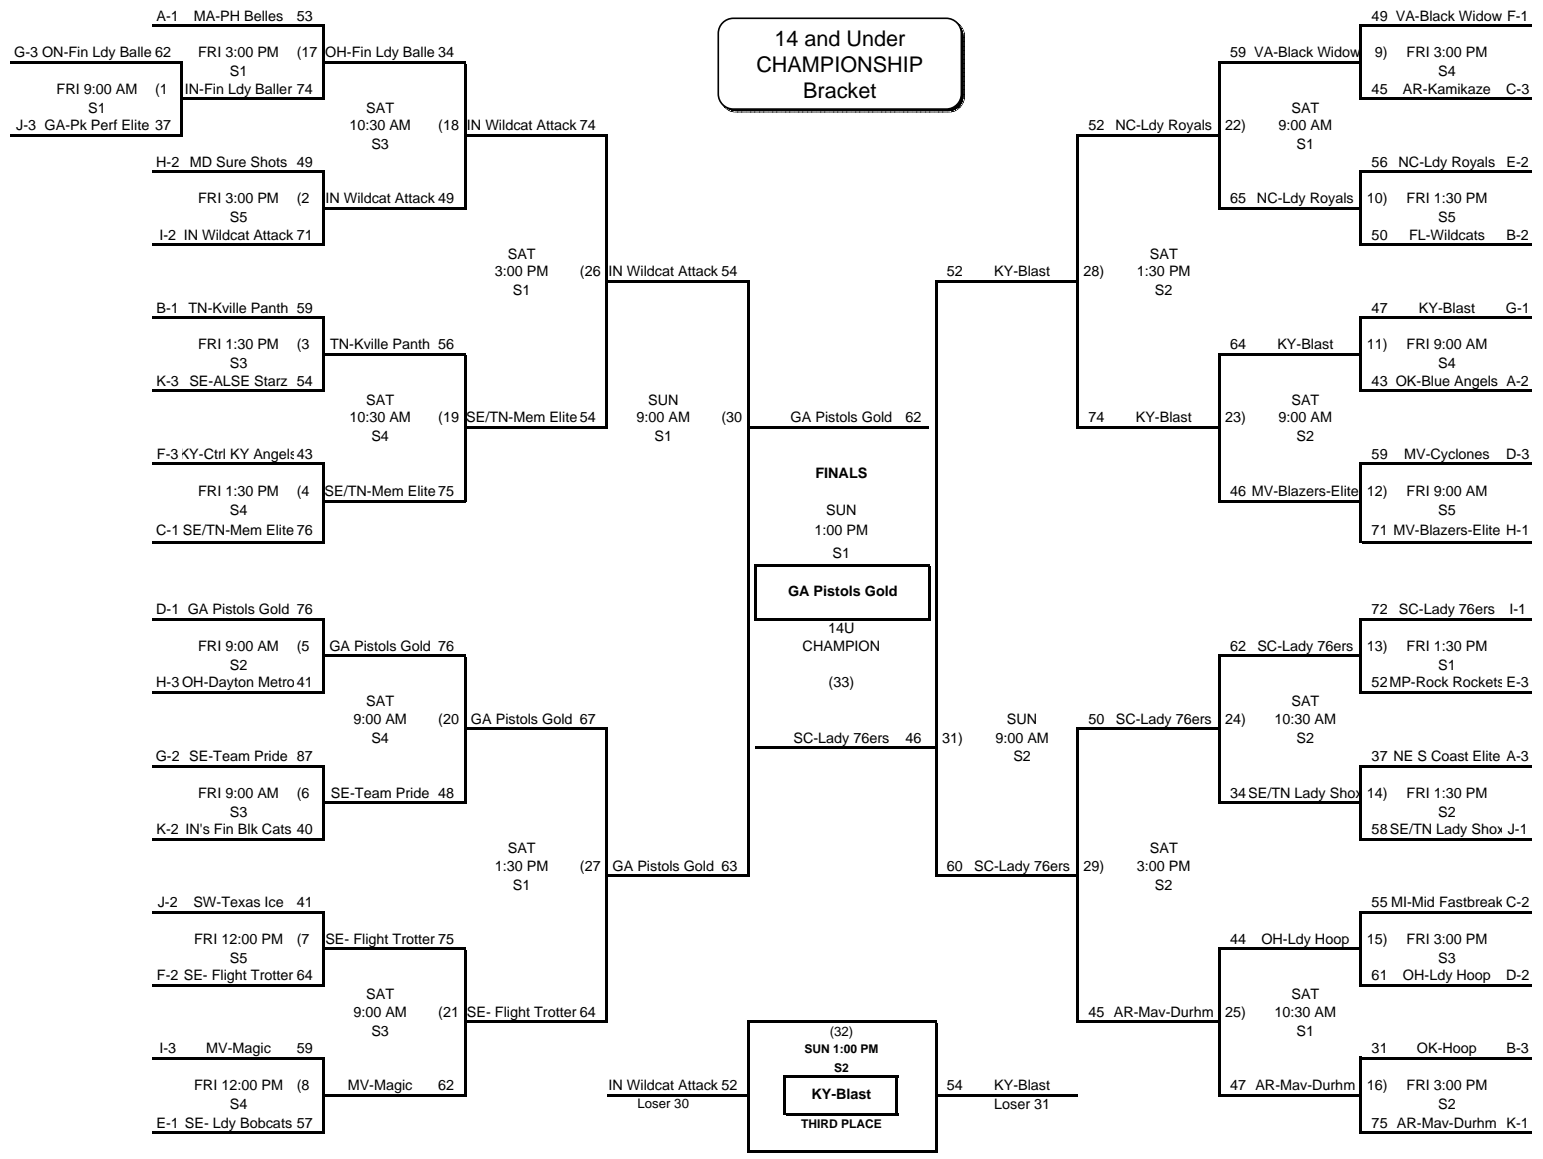 14 and Under
CHAMPIONSHIP
Bracket
A-1 MA-PH Belles 53
G-3 ON-Fin Ldy Balle 62
FRI 3:00 PM (17
S1
OH-Fin Ldy Balle 34
FRI 9:00 AM (1
S1
IN-Fin Ldy Baller 74
J-3 GA-Pk Perf Elite 37
SAT
10:30 AM (18
S3
IN Wildcat Attack 74
H-2 MD Sure Shots 49
FRI 3:00 PM (2
S5
IN Wildcat Attack 49
I-2 IN Wildcat Attack 71
SAT
3:00 PM (26
S1
IN Wildcat Attack 54
B-1 TN-Kville Panth 59
FRI 1:30 PM (3
S3
TN-Kville Panth 56
K-3 SE-ALSE Starz 54
SAT
10:30 AM (19
S4
SE/TN-Mem Elite 54
F-3 KY-Ctrl KY Angels 43
FRI 1:30 PM (4
S4
SE/TN-Mem Elite 75
C-1 SE/TN-Mem Elite 76
SUN
9:00 AM (30
S1
GA Pistols Gold 62
D-1 GA Pistols Gold 76
FRI 9:00 AM (5
S2
GA Pistols Gold 76
H-3 OH-Dayton Metro 41
SAT
9:00 AM (20
S4
GA Pistols Gold 67
G-2 SE-Team Pride 87
FRI 9:00 AM (6
S3
SE-Team Pride 48
K-2 IN's Fin Blk Cats 40
SAT
1:30 PM (27
S1
GA Pistols Gold 63
J-2 SW-Texas Ice 41
FRI 12:00 PM (7
S5
SE- Flight Trotter 75
F-2 SE- Flight Trotter 64
SAT
9:00 AM (21
S3
SE- Flight Trotter 64
I-3 MV-Magic 59
FRI 12:00 PM (8
S4
MV-Magic 62
E-1 SE- Ldy Bobcats 57
FINALS
SUN
1:00 PM
S1
GA Pistols Gold
14U
CHAMPION
(33)
SC-Lady 76ers 46
31)
SUN
9:00 AM
S2
(32)
SUN 1:00 PM
S2
KY-Blast
THIRD PLACE
IN Wildcat Attack 52
Loser 30
54 KY-Blast
Loser 31
49 VA-Black Widow F-1
59 VA-Black Widow
9) FRI 3:00 PM
S4
45 AR-Kamikaze C-3
52 NC-Ldy Royals
22) SAT
9:00 AM
S1
56 NC-Ldy Royals E-2
65 NC-Ldy Royals
10) FRI 1:30 PM
S5
50 FL-Wildcats B-2
52 KY-Blast
28) SAT
1:30 PM
S2
47 KY-Blast G-1
64 KY-Blast
11) FRI 9:00 AM
S4
43 OK-Blue Angels A-2
74 KY-Blast
23) SAT
9:00 AM
S2
59 MV-Cyclones D-3
46 MV-Blazers-Elite
12) FRI 9:00 AM
S5
71 MV-Blazers-Elite H-1
72 SC-Lady 76ers I-1
62 SC-Lady 76ers
13) FRI 1:30 PM
S1
52 MP-Rock Rockets E-3
50 SC-Lady 76ers
24) SAT
10:30 AM
S2
37 NE S Coast Elite A-3
34 SE/TN Lady Shox
14) FRI 1:30 PM
S2
58 SE/TN Lady Shox J-1
60 SC-Lady 76ers
29) SAT
3:00 PM
S2
55 MI-Mid Fastbreak C-2
44 OH-Ldy Hoop
15) FRI 3:00 PM
S3
61 OH-Ldy Hoop D-2
45 AR-Mav-Durhm
25) SAT
10:30 AM
S1
31 OK-Hoop B-3
47 AR-Mav-Durhm
16) FRI 3:00 PM
S2
75 AR-Mav-Durhm K-1